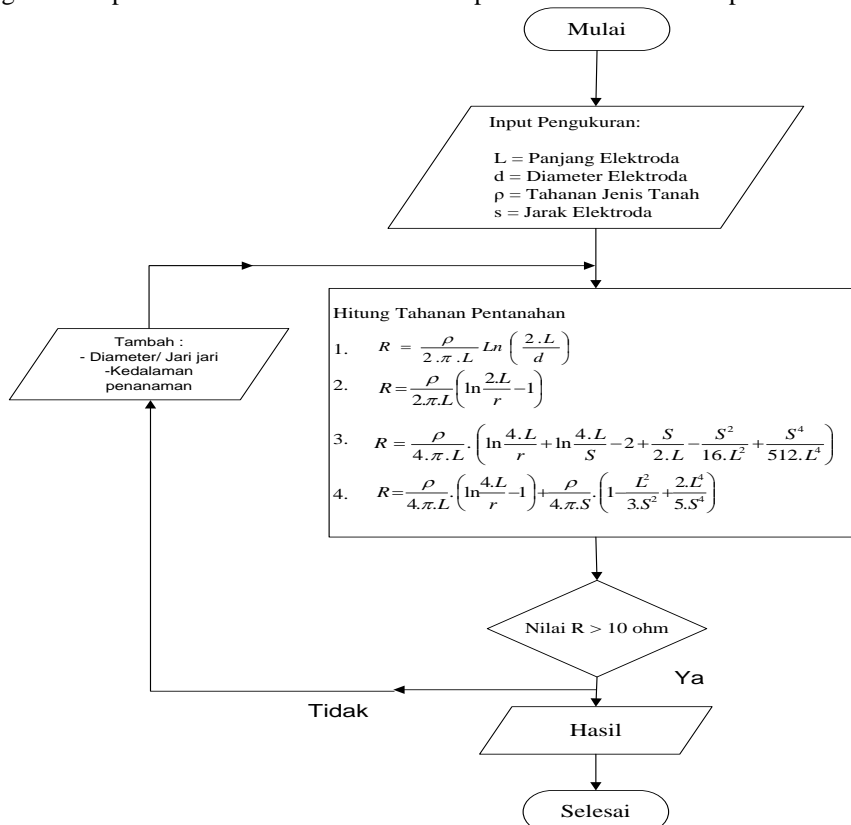 Mulai
Input Pengukuran:
L = Panjang Elektroda
d = Diameter Elektroda
ρ = Tahanan Jenis Tanah
s = Jarak Elektroda
Hitung Tahanan Pentanahan
1. R = ρ/(2.π.L) Ln (2.L/d)
2. R = ρ/(2.π.L) (ln 2.L/r − 1)
3. R = ρ/(4.π.L) . (ln 4.L/r + ln 4.L/S − 2 + S/(2.L) − S²/(16.L²) + S⁴/(512.L⁴))
4. R = ρ/(4.π.L) . (ln 4.L/r − 1) + ρ/(4.π.S) . (1 − L²/(3.S²) + 2.L⁴/(5.S⁴))
Tambah :
- Diameter/ Jari jari
-Kedalaman
penanaman
Nilai R > 10 ohm
Ya
Tidak
Hasil
Selesai